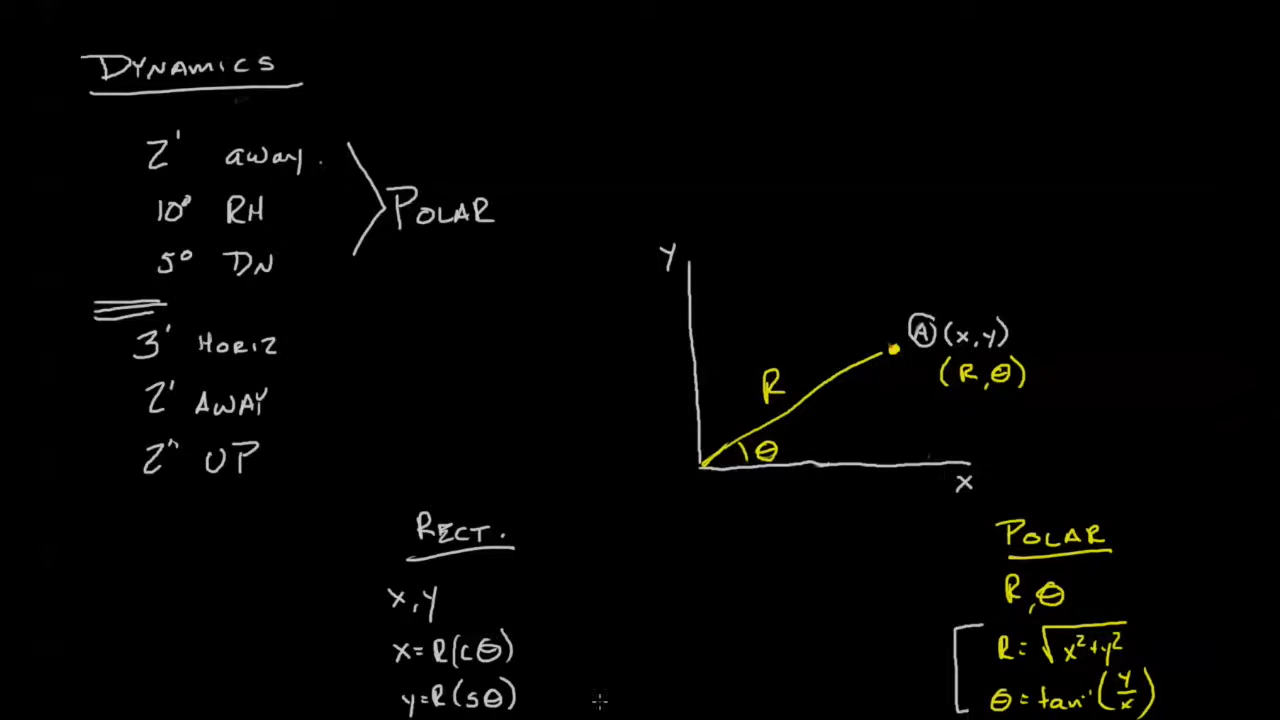 DYNAMICS
2' away.
10° RH
5° DN
POLAR
3' HORIZ
2' AWAY
2" UP
Y
A (x,y)
(R,θ)
R
θ
X
RECT.
x,y
x=R(cθ)
y=R(sθ)
POLAR
R,θ
R=√x²+y²
θ=tan⁻¹(y/x)